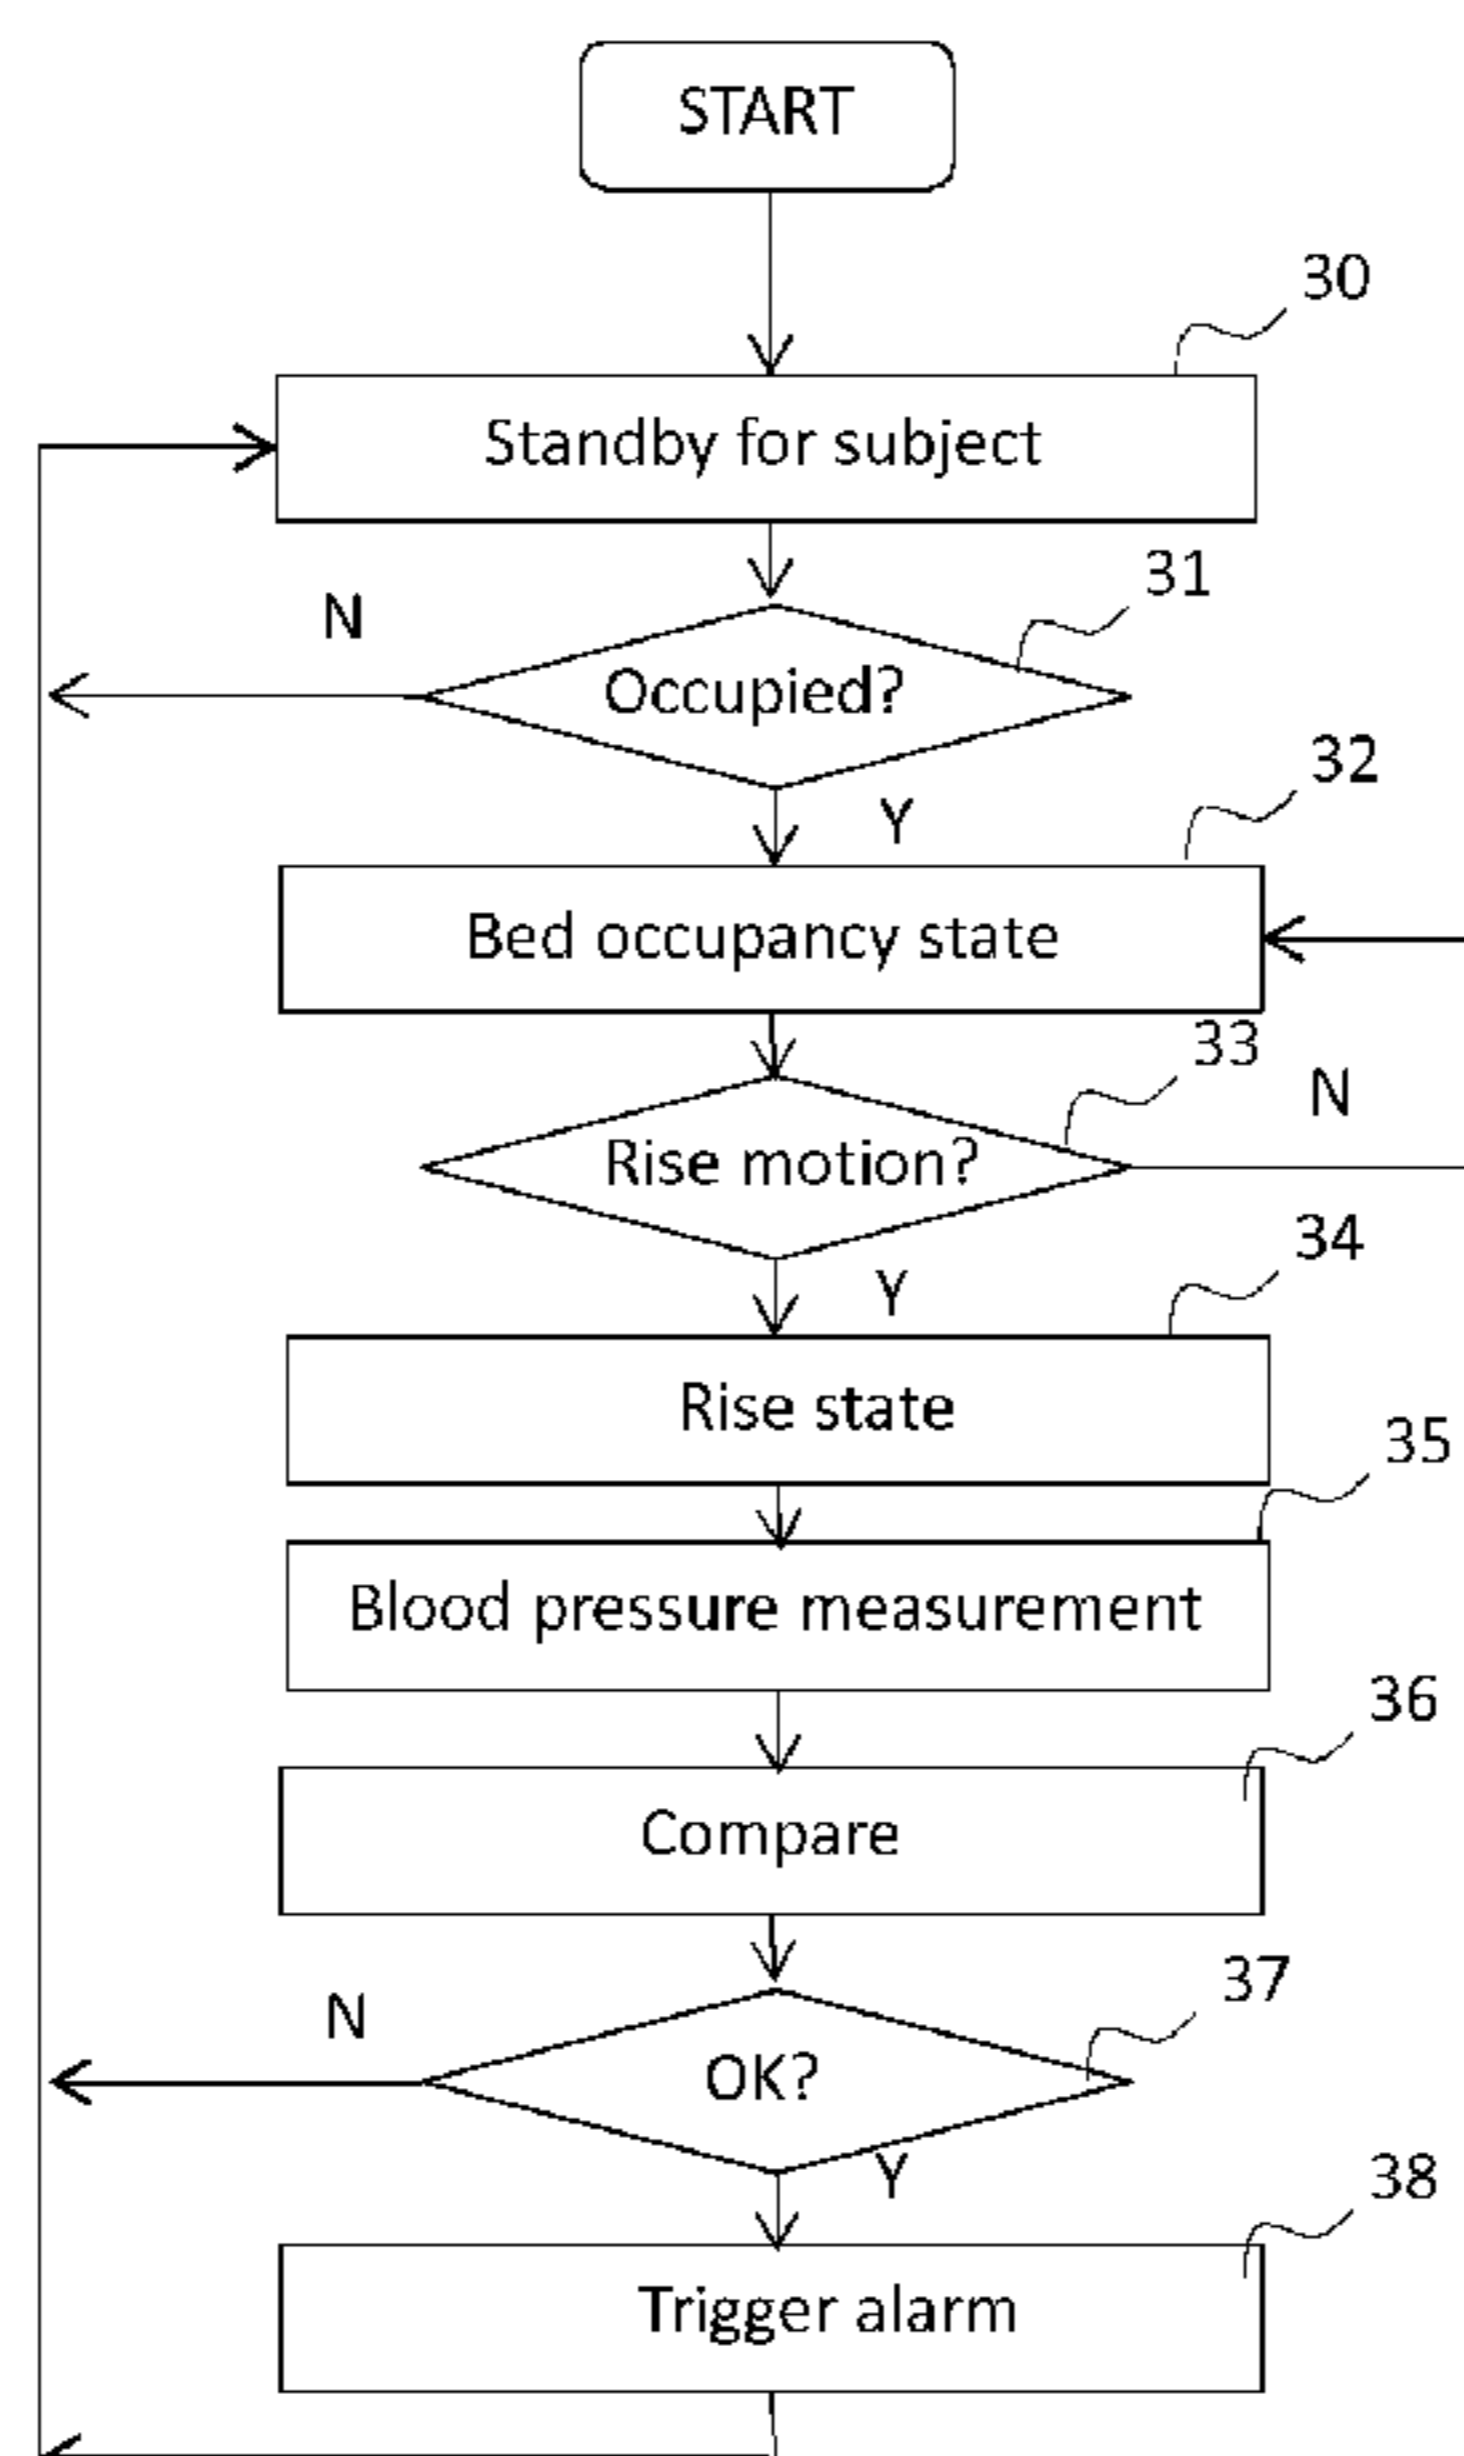 START
30
Standby for subject
31
N
Occupied?
32
Y
Bed occupancy state
33
N
Rise motion?
34
Y
Rise state
35
Blood pressure measurement
36
Compare
37
N
OK?
Y
38
Trigger alarm